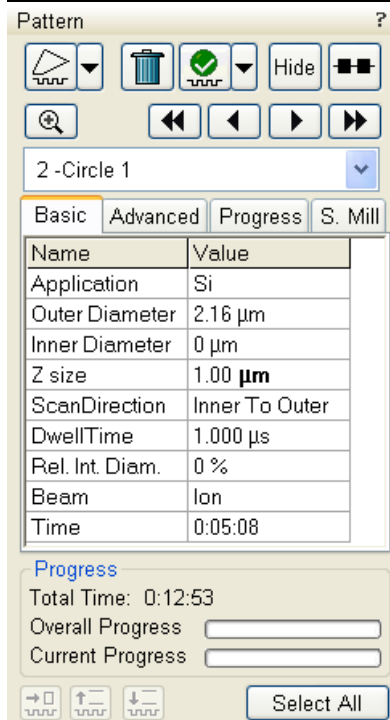 Pattern ?
Hide
2 -Circle 1
Basic Advanced Progress S. Mill
Name Value
Application Si
Outer Diameter 2.16 µm
Inner Diameter 0 µm
Z size 1.00 µm
ScanDirection Inner To Outer
DwellTime 1.000 µs
Rel. Int. Diam. 0 %
Beam Ion
Time 0:05:08
Progress
Total Time: 0:12:53
Overall Progress
Current Progress
Select All